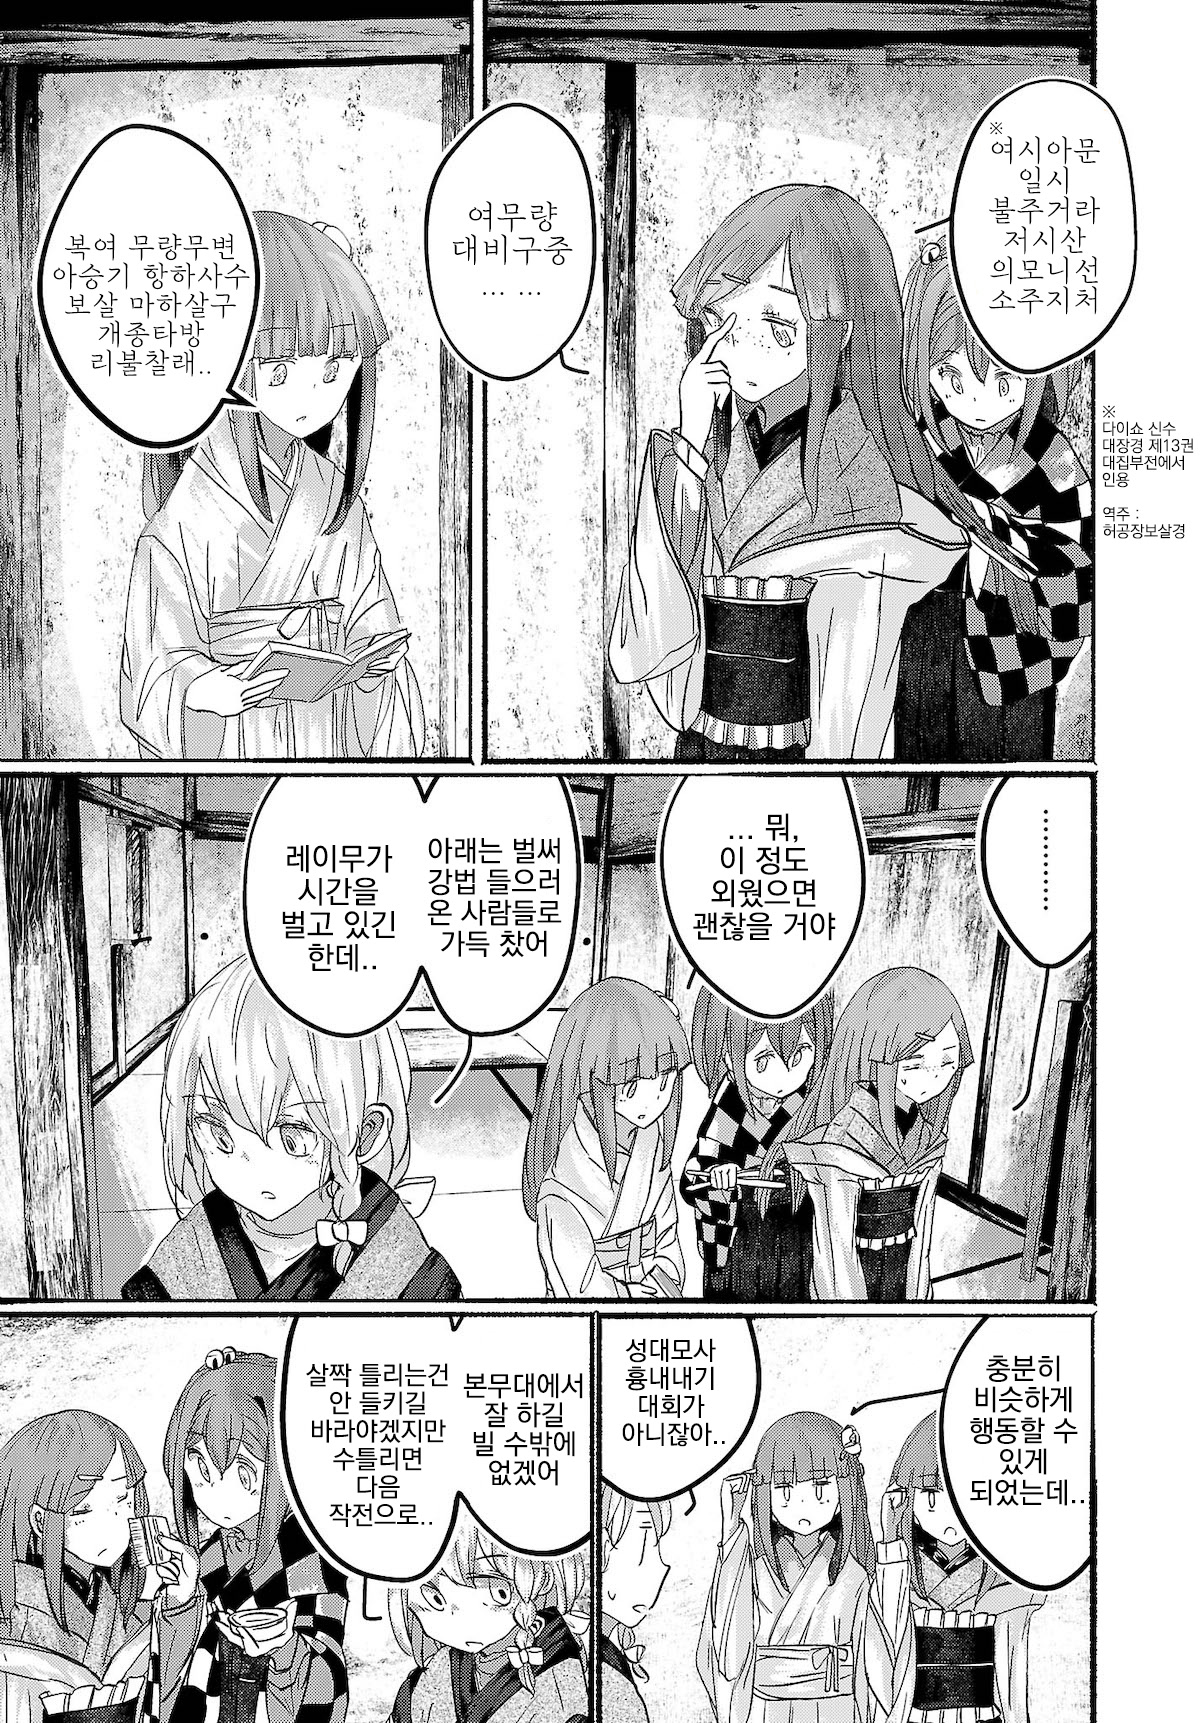 ※
여시아문
일시
불주거라
저시산
의모니선
소주지처
여무량
대비구중
... ...
복여 무량무변
아승기 항하사수
보살 마하살구
개종타방
리불찰래..
※
다이쇼 신수
대장경 제13권
대집부전에서
인용
역주 :
허공장보살경
...........
... 뭐,
이 정도
외웠으면
괜찮을 거야
아래는 벌써
강법 들으러
온 사람들로
가득 찼어
레이무가
시간을
벌고 있긴
한데..
충분히
비슷하게
행동할 수
있게
되었는데..
성대모사
흉내내기
대회가
아니잖아..
본무대에서
잘 하길
빌 수밖에
없겠어
살짝 틀리는건
안 들키길
바라야겠지만
수틀리면
다음
작전으로..